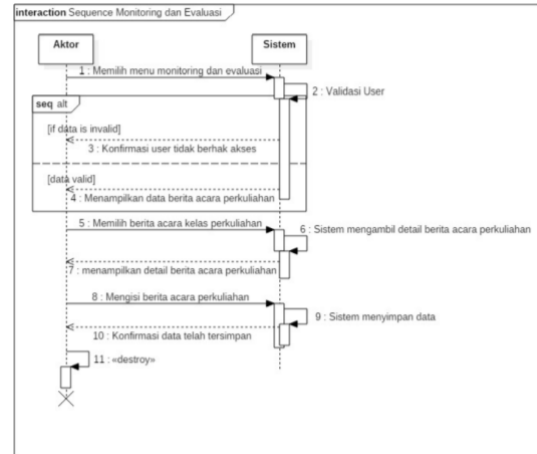 interaction Sequence Monitoring dan Evaluasi
Aktor
Sistem
1 : Memilih menu monitoring dan evaluasi
2 : Validasi User
seq alt
[if data is invalid]
3 : Konfirmasi user tidak berhak akses
[data valid]
4 : Menampilkan data berita acara perkuliahan
5 : Memilih berita acara kelas perkuliahan
6 : Sistem mengambil detail berita acara perkuliahan
7 : menampilkan detail berita acara perkuliahan
8 : Mengisi berita acara perkuliahan
9 : Sistem menyimpan data
10 : Konfirmasi data telah tersimpan
11 : «destroy»